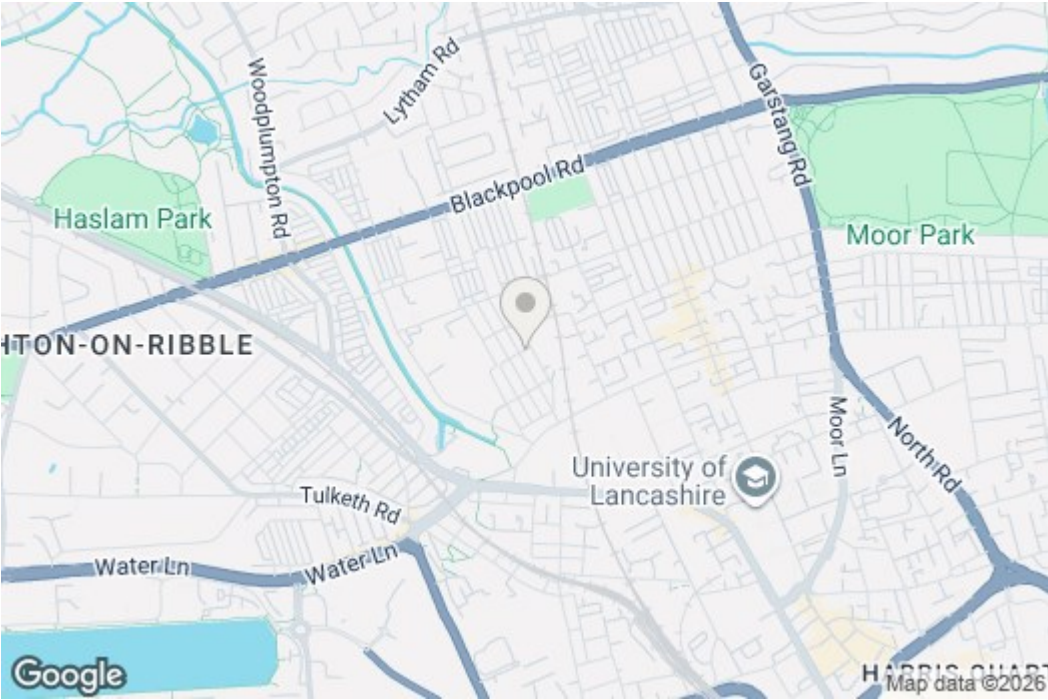 Lytham Rd
Woodplumpton Rd
Garstang Rd
Blackpool Rd
Haslam Park
Moor Park
HTON-ON-RIBBLE
Moor Ln
North Rd
University of
Lancashire
Tulketh Rd
Water Ln
Water Ln
Google
HARRIS QUART
Map data ©2026